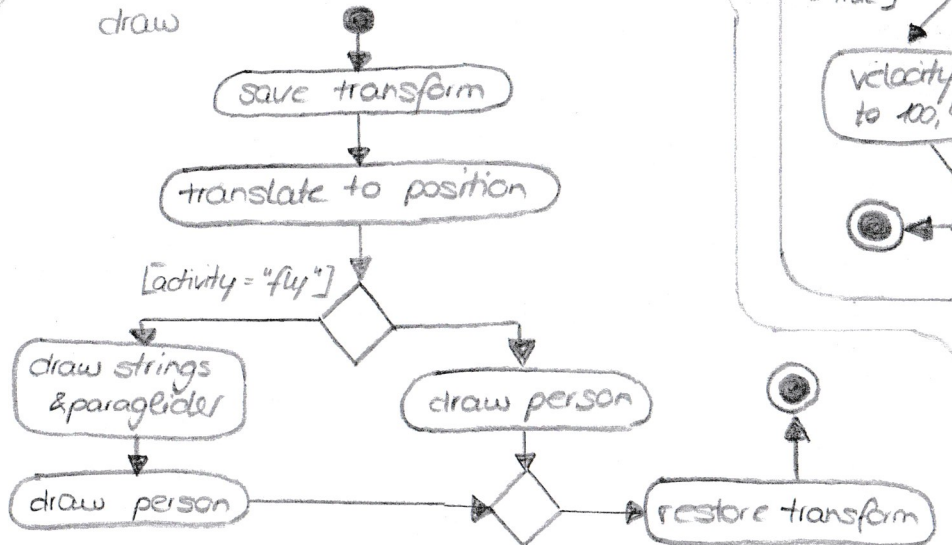 draw
save transform
velocity
to 100,
translate to position
[activity = "fly"]
draw strings
& paraglider
draw person
draw person
restore transform